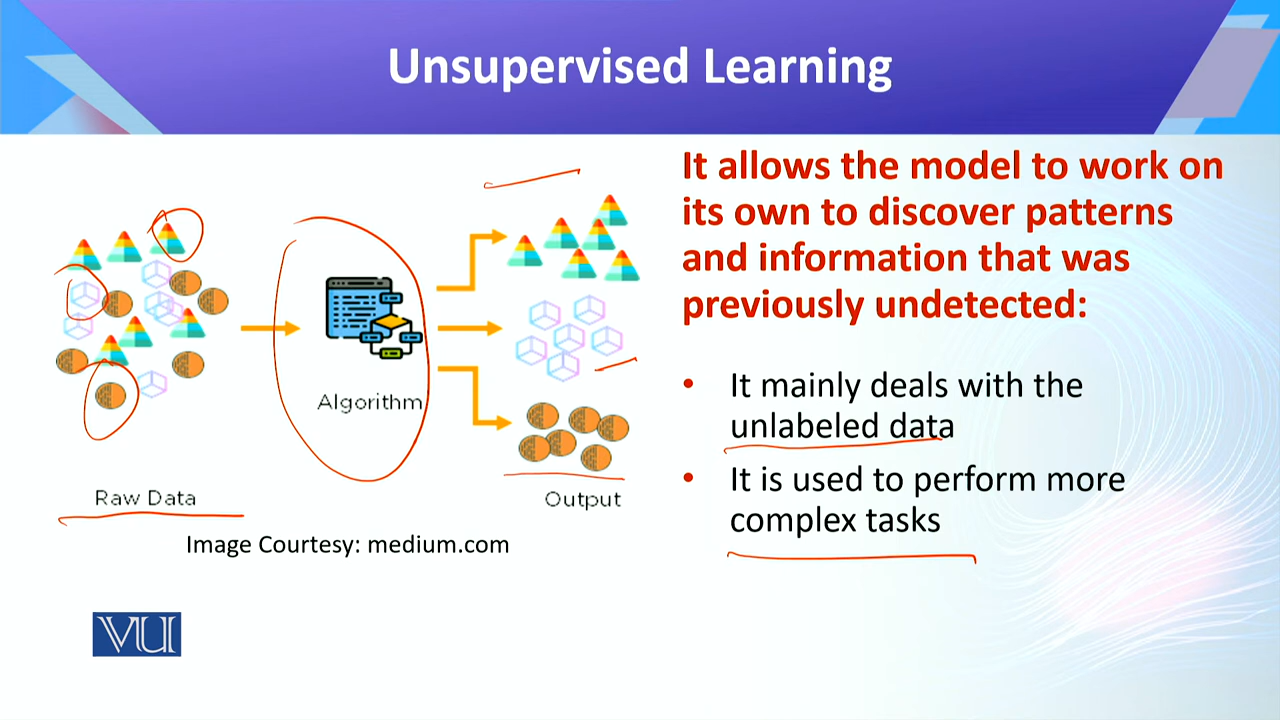 Unsupervised Learning
It allows the model to work on
its own to discover patterns
and information that was
previously undetected:
• It mainly deals with the
unlabeled data
• It is used to perform more
complex tasks
Algorithm
Raw Data
Output
Image Courtesy: medium.com
VU